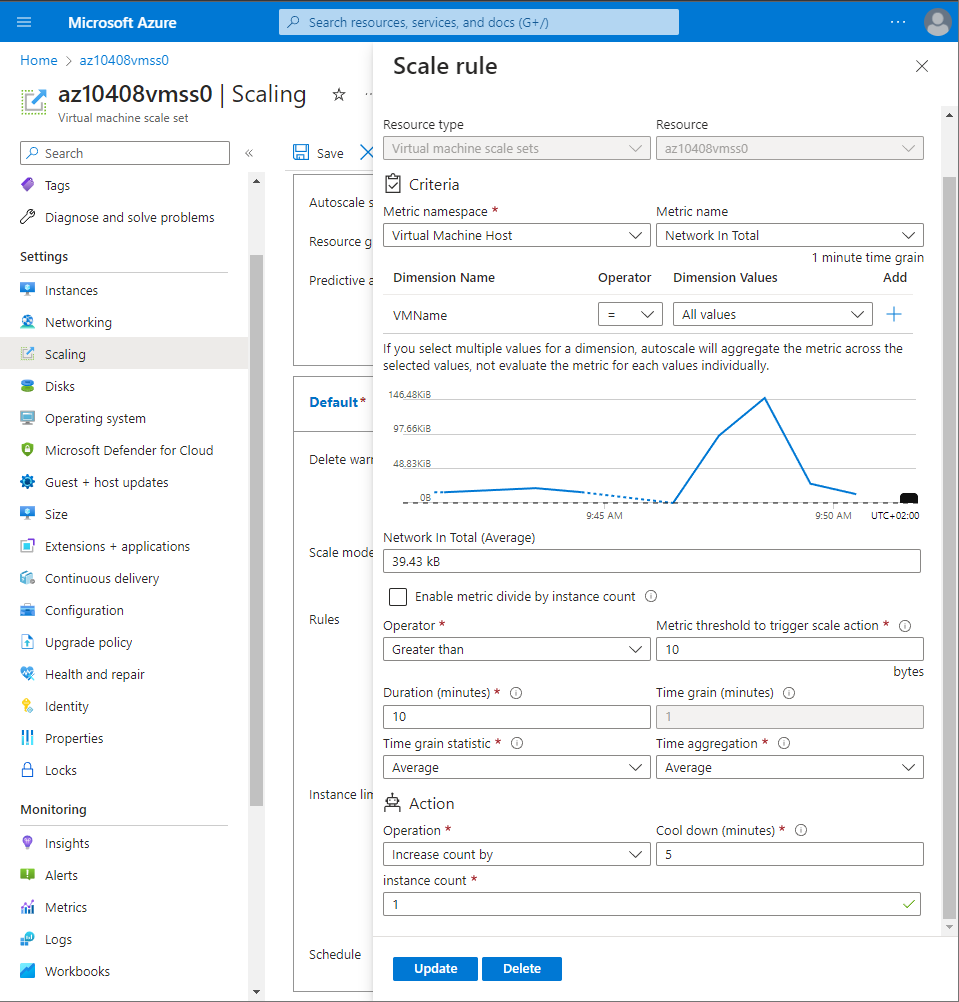 Microsoft Azure
Search resources, services, and docs (G+/)
Home > az10408vmss0
az10408vmss0 | Scaling
Virtual machine scale set
Search
Tags
Diagnose and solve problems
Settings
Instances
Networking
Scaling
Disks
Operating system
Microsoft Defender for Cloud
Guest + host updates
Size
Extensions + applications
Continuous delivery
Configuration
Upgrade policy
Health and repair
Identity
Properties
Locks
Monitoring
Insights
Alerts
Metrics
Logs
Workbooks
Save
Autoscale s
Resource g
Predictive a
Default*
Delete warn
Scale mode
Rules
Instance lim
Schedule
Scale rule
Resource type Resource
Virtual machine scale sets az10408vmss0
Criteria
Metric namespace * Metric name
Virtual Machine Host Network In Total
1 minute time grain
Dimension Name Operator Dimension Values Add
VMName = All values +
If you select multiple values for a dimension, autoscale will aggregate the metric across the
selected values, not evaluate the metric for each values individually.
146.48KiB
97.66KiB
48.83KiB
0B
9:45 AM 9:50 AM UTC+02:00
Network In Total (Average)
39.43 kB
Enable metric divide by instance count
Operator * Metric threshold to trigger scale action *
Greater than 10
bytes
Duration (minutes) * Time grain (minutes)
10 1
Time grain statistic * Time aggregation *
Average Average
Action
Operation * Cool down (minutes) *
Increase count by 5
instance count *
1
Update Delete